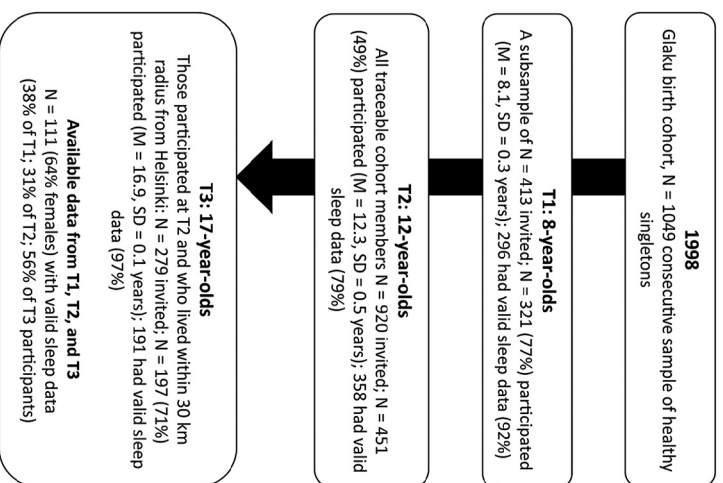 1998
Glaku birth cohort, N = 1049 consecutive sample of healthy
singletons
T1: 8-year-olds
A subsample of N = 413 invited; N = 321 (77%) participated
(M = 8.1, SD = 0.3 years); 296 had valid sleep data (92%)
T2: 12-year-olds
All traceable cohort members N = 920 invited; N = 451
(49%) participated (M = 12.3, SD = 0.5 years); 358 had valid
sleep data (79%)
T3: 17-year-olds
Those participated at T2 and who lived within 30 km
radius from Helsinki: N = 279 invited; N = 197 (71%)
participated (M = 16.9, SD = 0.1 years); 191 had valid sleep
data (97%)
Available data from T1, T2, and T3
N = 111 (64% females) with valid sleep data
(38% of T1; 31% of T2; 56% of T3 participants)